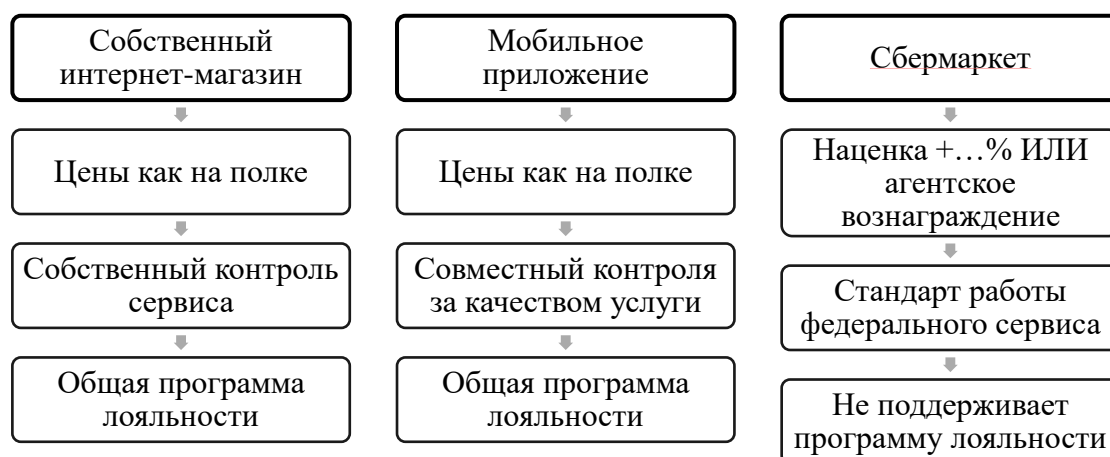 Собственный
интернет-магазин
Цены как на полке
Собственный контроль
сервиса
Общая программа
лояльности
Мобильное
приложение
Цены как на полке
Совместный контроля
за качеством услуги
Общая программа
лояльности
Сбермаркет
Наценка +…% ИЛИ
агентское
вознаграждение
Стандарт работы
федерального сервиса
Не поддерживает
программу лояльности